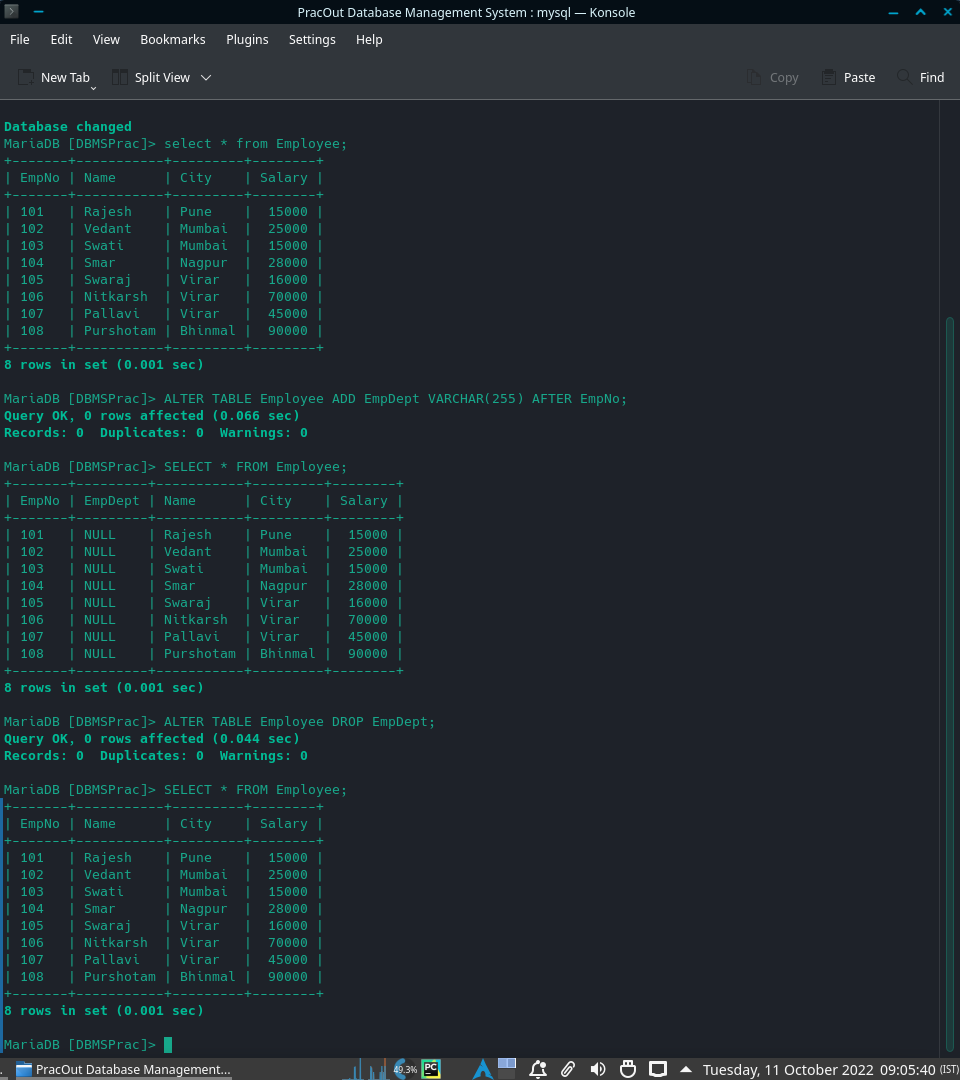 PracOut Database Management System : mysql — Konsole
File Edit View Bookmarks Plugins Settings Help
New Tab Split View Copy Paste Find
Database changed
MariaDB [DBMSPrac]> select * from Employee;
+-------+-----------+---------+--------+
| EmpNo | Name      | City    | Salary |
+-------+-----------+---------+--------+
| 101   | Rajesh    | Pune    |  15000 |
| 102   | Vedant    | Mumbai  |  25000 |
| 103   | Swati     | Mumbai  |  15000 |
| 104   | Smar      | Nagpur  |  28000 |
| 105   | Swaraj    | Virar   |  16000 |
| 106   | Nitkarsh  | Virar   |  70000 |
| 107   | Pallavi   | Virar   |  45000 |
| 108   | Purshotam | Bhinmal |  90000 |
+-------+-----------+---------+--------+
8 rows in set (0.001 sec)
MariaDB [DBMSPrac]> ALTER TABLE Employee ADD EmpDept VARCHAR(255) AFTER EmpNo;
Query OK, 0 rows affected (0.066 sec)
Records: 0  Duplicates: 0  Warnings: 0
MariaDB [DBMSPrac]> SELECT * FROM Employee;
+-------+---------+-----------+---------+--------+
| EmpNo | EmpDept | Name      | City    | Salary |
+-------+---------+-----------+---------+--------+
| 101   | NULL    | Rajesh    | Pune    |  15000 |
| 102   | NULL    | Vedant    | Mumbai  |  25000 |
| 103   | NULL    | Swati     | Mumbai  |  15000 |
| 104   | NULL    | Smar      | Nagpur  |  28000 |
| 105   | NULL    | Swaraj    | Virar   |  16000 |
| 106   | NULL    | Nitkarsh  | Virar   |  70000 |
| 107   | NULL    | Pallavi   | Virar   |  45000 |
| 108   | NULL    | Purshotam | Bhinmal |  90000 |
+-------+---------+-----------+---------+--------+
8 rows in set (0.001 sec)
MariaDB [DBMSPrac]> ALTER TABLE Employee DROP EmpDept;
Query OK, 0 rows affected (0.044 sec)
Records: 0  Duplicates: 0  Warnings: 0
MariaDB [DBMSPrac]> SELECT * FROM Employee;
+-------+-----------+---------+--------+
| EmpNo | Name      | City    | Salary |
+-------+-----------+---------+--------+
| 101   | Rajesh    | Pune    |  15000 |
| 102   | Vedant    | Mumbai  |  25000 |
| 103   | Swati     | Mumbai  |  15000 |
| 104   | Smar      | Nagpur  |  28000 |
| 105   | Swaraj    | Virar   |  16000 |
| 106   | Nitkarsh  | Virar   |  70000 |
| 107   | Pallavi   | Virar   |  45000 |
| 108   | Purshotam | Bhinmal |  90000 |
+-------+-----------+---------+--------+
8 rows in set (0.001 sec)
MariaDB [DBMSPrac]>
PracOut Database Management... 49.3% PC Tuesday, 11 October 2022 09:05:40 (IST)